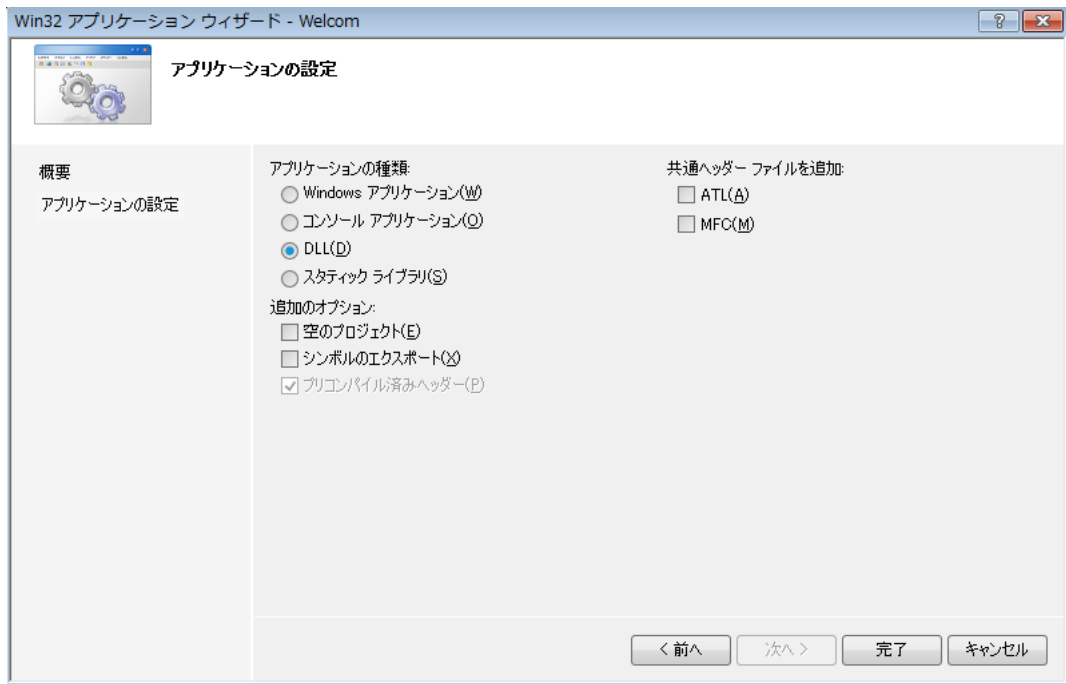 Win32 アプリケーション ウィザード - Welcom
アプリケーションの設定
概要
アプリケーションの設定
アプリケーションの種類:
Windows アプリケーション(W)
コンソール アプリケーション(O)
DLL(D)
スタティック ライブラリ(S)
追加のオプション:
空のプロジェクト(E)
シンボルのエクスポート(X)
プリコンパイル済みヘッダー(P)
共通ヘッダー ファイルを追加:
ATL(A)
MFC(M)
< 前へ
次へ >
完了
キャンセル